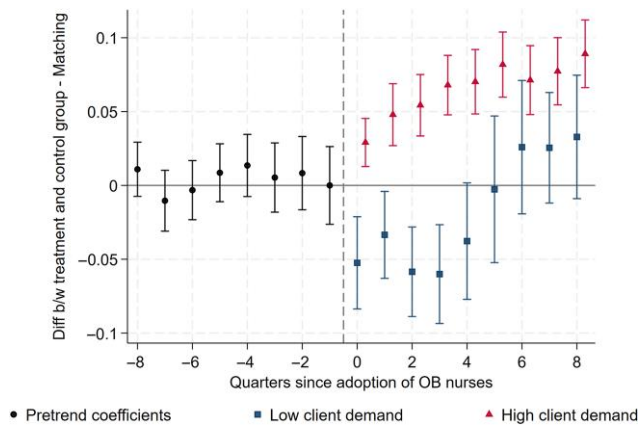 Diff b/w treatment and control group - Matching
0.1
0.05
0
−0.05
−0.1
−8 −6 −4 −2 0 2 4 6 8
Quarters since adoption of OB nurses
Pretrend coefficients Low client demand High client demand